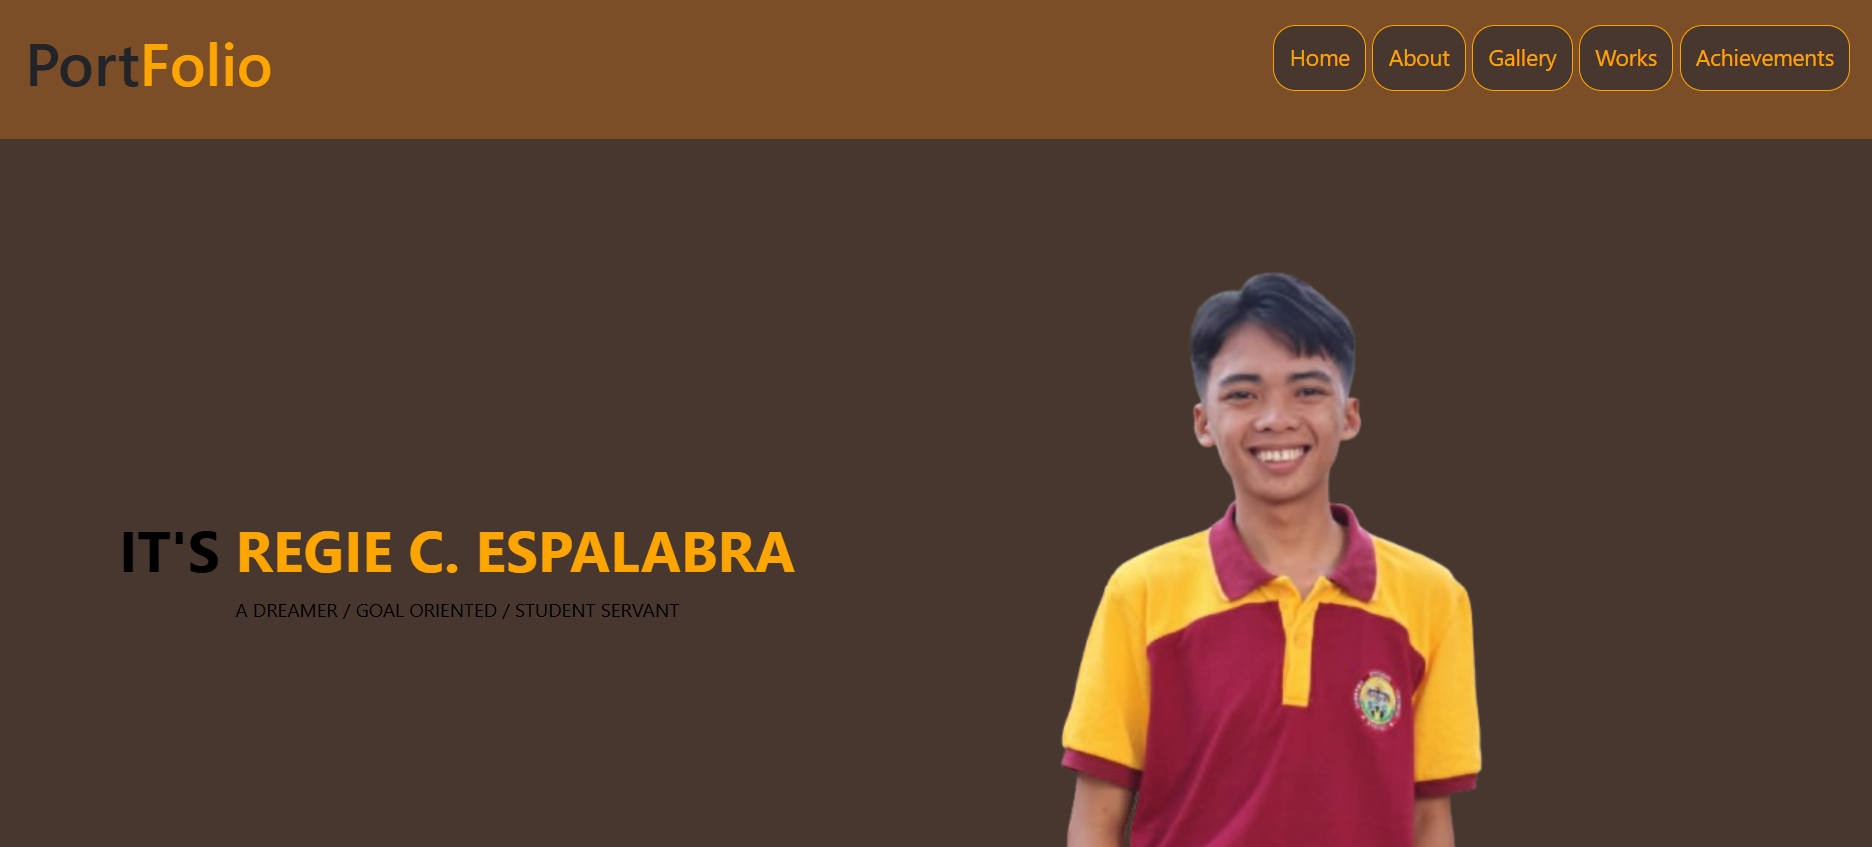 PortFolio
Home About Gallery Works Achievements
IT'S REGIE C. ESPALABRA
A DREAMER / GOAL ORIENTED / STUDENT SERVANT